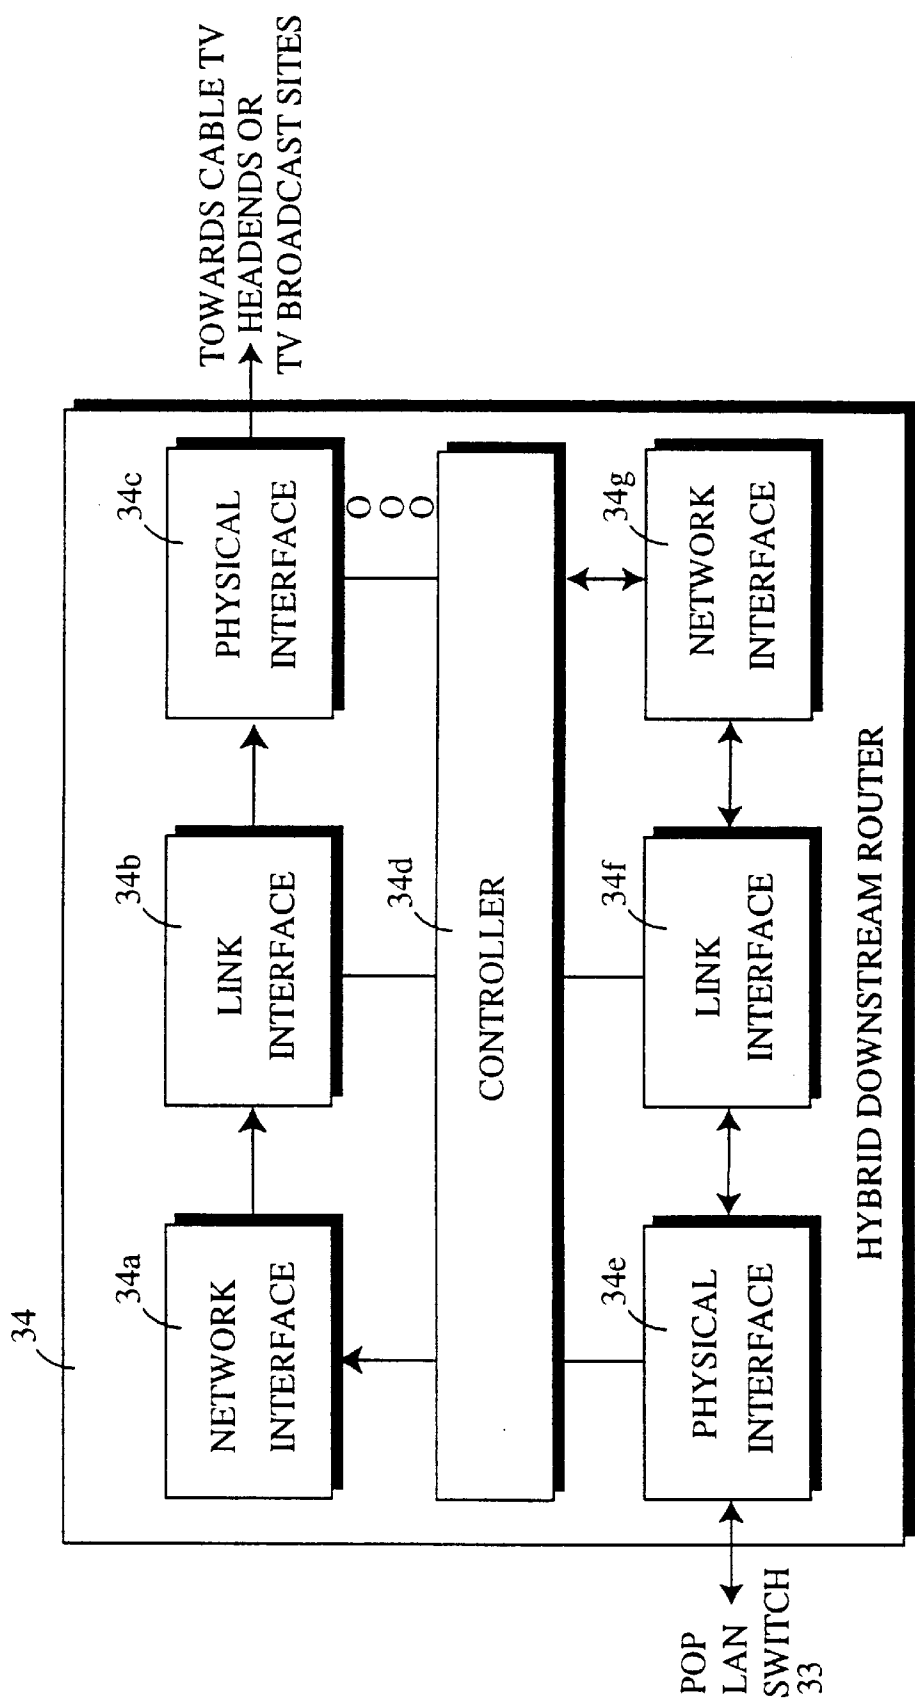 34
34a
NETWORK
INTERFACE
34b
LINK
INTERFACE
34c
PHYSICAL
INTERFACE
TOWARDS CABLE TV
HEADENDS OR
TV BROADCAST SITES
34d
CONTROLLER
34e
PHYSICAL
INTERFACE
34f
LINK
INTERFACE
34g
NETWORK
INTERFACE
POP
LAN
SWITCH
33
HYBRID DOWNSTREAM ROUTER